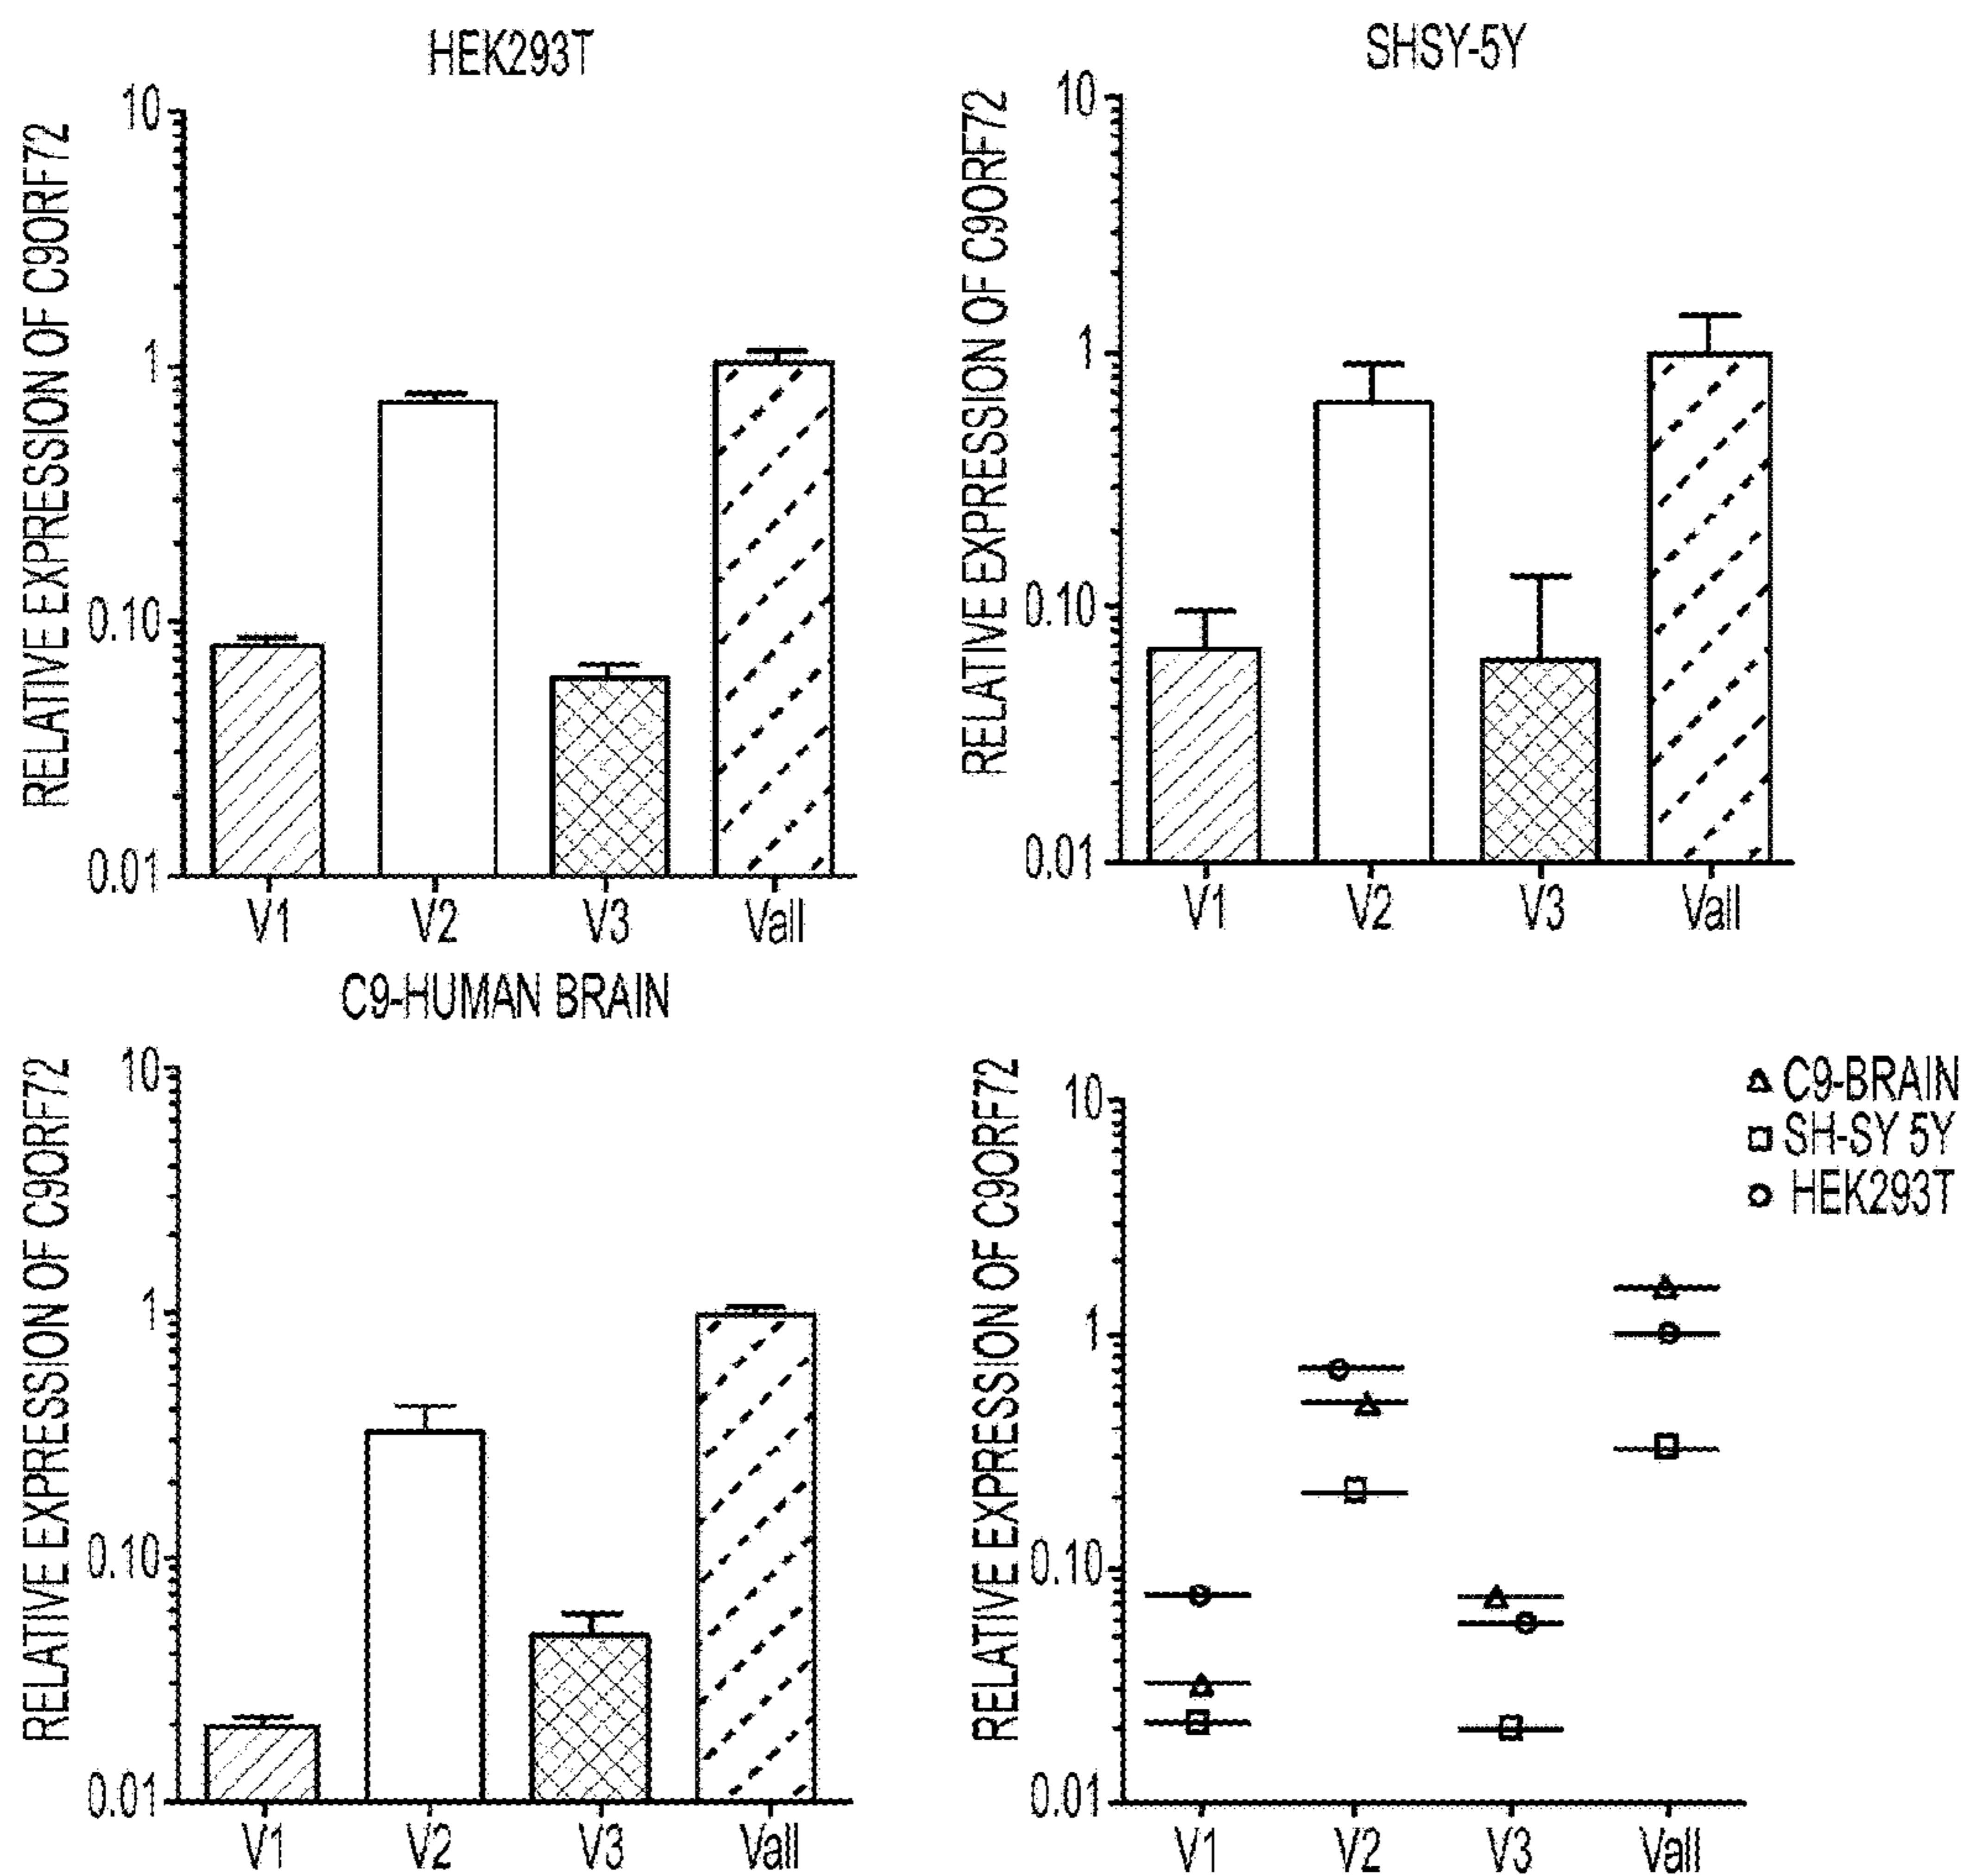 HEK293T
RELATIVE EXPRESSION OF C9ORF72
10
1
0.10
0.01
V1 V2 V3 Vall
SHSY-5Y
RELATIVE EXPRESSION OF C9ORF72
10
1
0.10
0.01
V1 V2 V3 Vall
C9-HUMAN BRAIN
RELATIVE EXPRESSION OF C9ORF72
10
1
0.10
0.01
V1 V2 V3 Vall
RELATIVE EXPRESSION OF C9ORF72
10
1
0.10
0.01
V1 V2 V3 Vall
C9-BRAIN
SH-SY 5Y
HEK293T